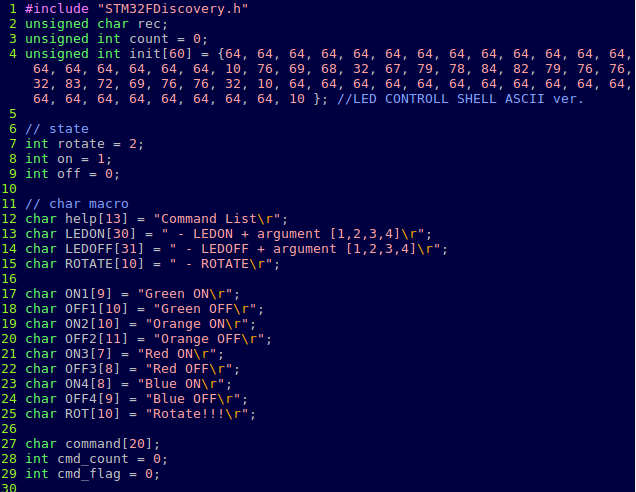 1 #include "STM32FDiscovery.h"
2 unsigned char rec;
3 unsigned int count = 0;
4 unsigned int init[60] = {64, 64, 64, 64, 64, 64, 64, 64, 64, 64, 64, 64, 64,
64, 64, 64, 64, 64, 64, 10, 76, 69, 68, 32, 67, 79, 78, 84, 82, 79, 76, 76,
32, 83, 72, 69, 76, 76, 32, 10, 64, 64, 64, 64, 64, 64, 64, 64, 64, 64, 64,
64, 64, 64, 64, 64, 64, 64, 64, 10 }; //LED CONTROLL SHELL ASCII ver.
5
6 // state
7 int rotate = 2;
8 int on = 1;
9 int off = 0;
10
11 // char macro
12 char help[13] = "Command List\r";
13 char LEDON[30] = " - LEDON + argument [1,2,3,4]\r";
14 char LEDOFF[31] = " - LEDOFF + argument [1,2,3,4]\r";
15 char ROTATE[10] = " - ROTATE\r";
16
17 char ON1[9] = "Green ON\r";
18 char OFF1[10] = "Green OFF\r";
19 char ON2[10] = "Orange ON\r";
20 char OFF2[11] = "Orange OFF\r";
21 char ON3[7] = "Red ON\r";
22 char OFF3[8] = "Red OFF\r";
23 char ON4[8] = "Blue ON\r";
24 char OFF4[9] = "Blue OFF\r";
25 char ROT[10] = "Rotate!!!\r";
26
27 char command[20];
28 int cmd_count = 0;
29 int cmd_flag = 0;
30